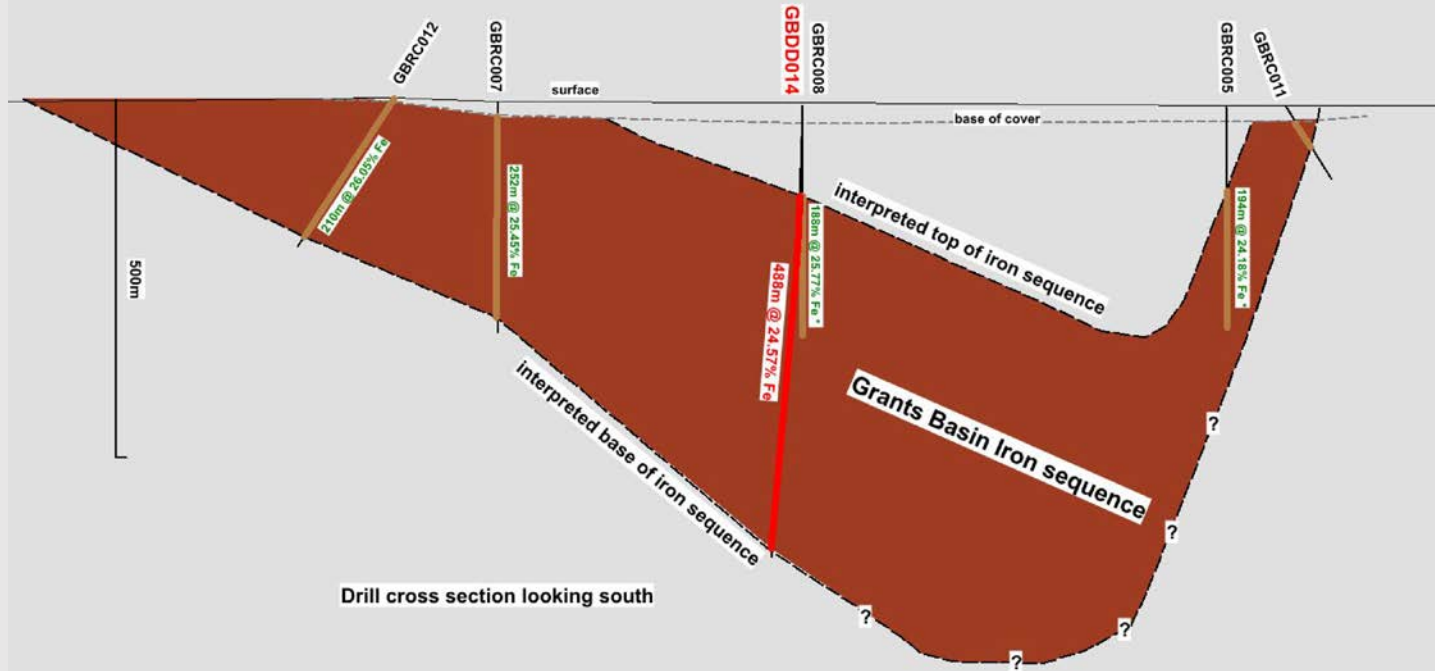 GBRC012
GBRC007
GBDD014
GBRC008
GBRC005
GBRC011
surface
base of cover
210m @ 26.05% Fe
252m @ 25.45% Fe
188m @ 25.77% Fe *
488m @ 24.57% Fe
194m @ 24.18% Fe *
500m
interpreted top of iron sequence
interpreted base of iron sequence
Grants Basin Iron sequence
?
?
?
?
?
Drill cross section looking south